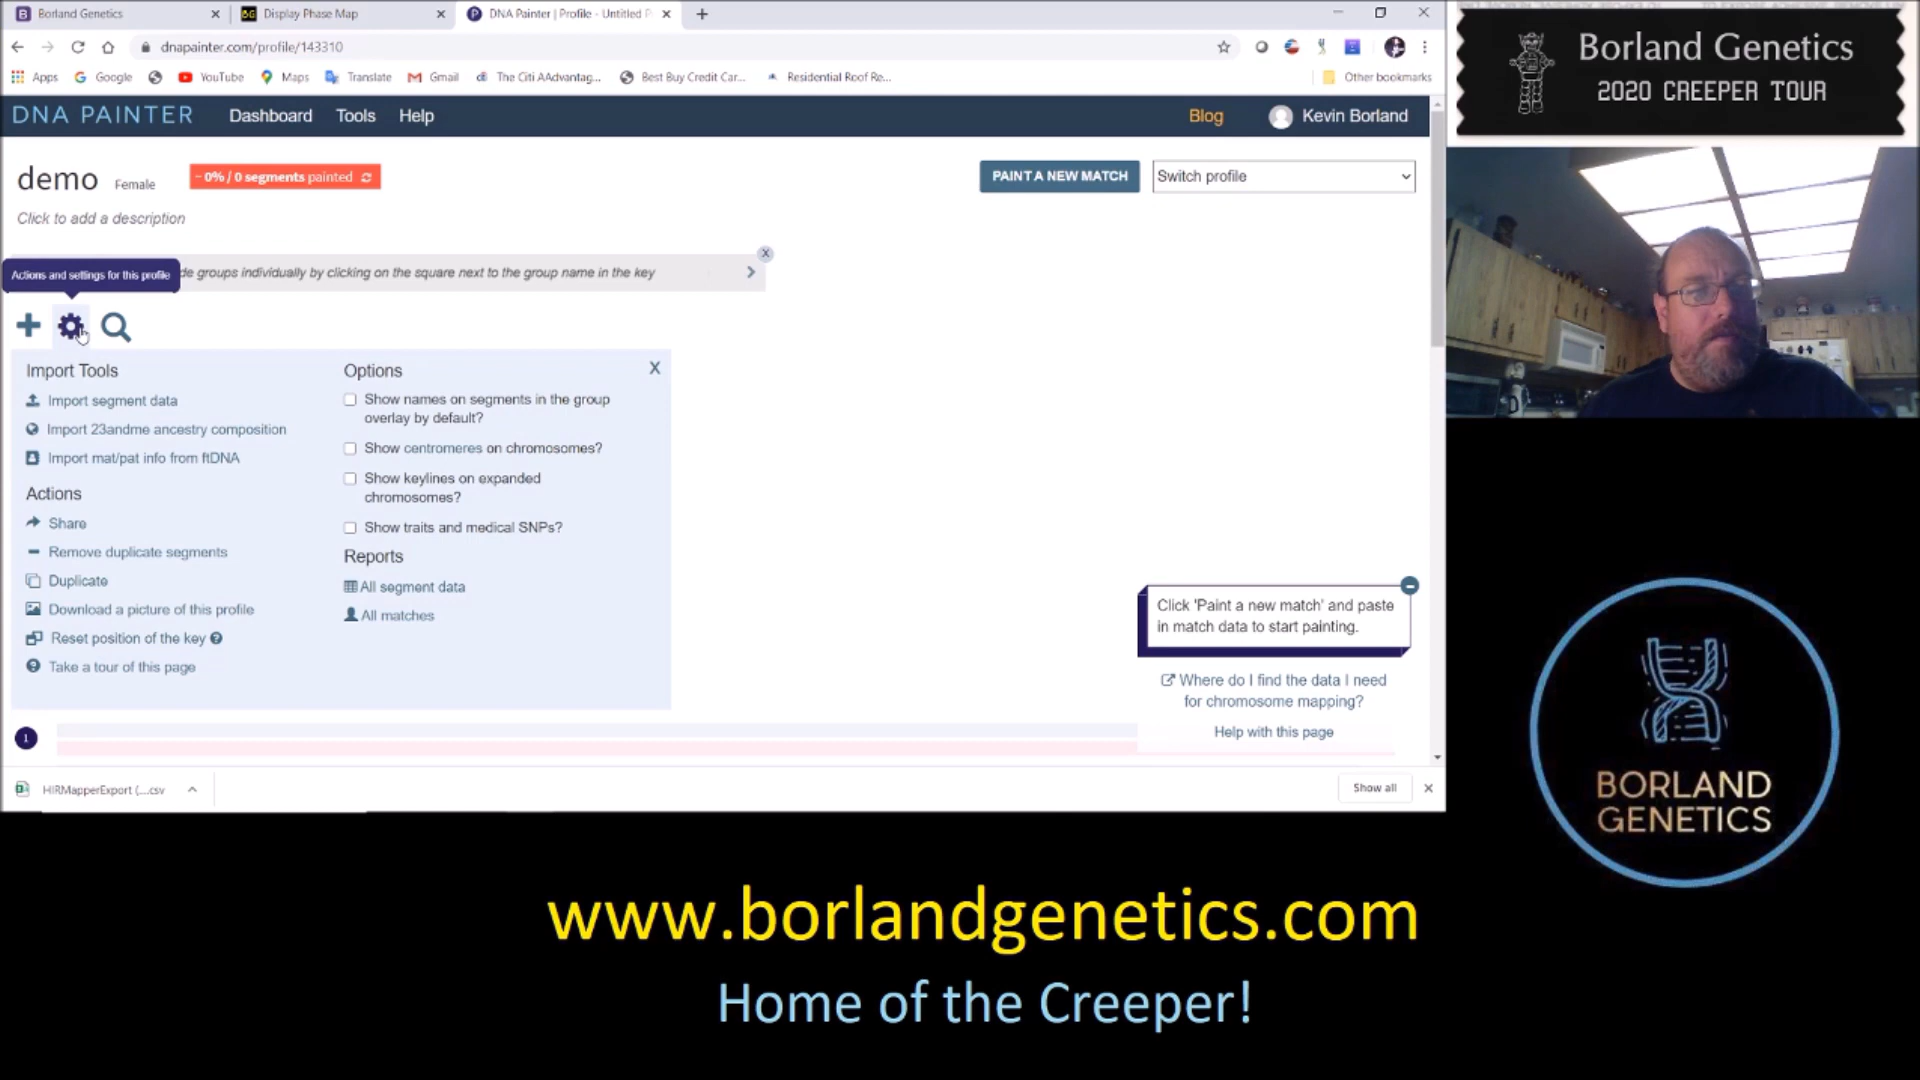 Borland Genetics
Display Phase Map
DNA Painter | Profile - Untitled P
dnapainter.com/profile/143310
Apps
Google
YouTube
Maps
Translate
Gmail
The Citi AAdvantag...
Best Buy Credit Car...
Residential Roof Re...
Other bookmarks
DNA PAINTER
Dashboard
Tools
Help
Blog
Kevin Borland
demo
Female
~ 0% / 0 segments painted
PAINT A NEW MATCH
Switch profile
Click to add a description
Actions and settings for this profile
de groups individually by clicking on the square next to the group name in the key
X
Import Tools
Import segment data
Import 23andme ancestry composition
Import mat/pat info from ftDNA
Actions
Share
Remove duplicate segments
Duplicate
Download a picture of this profile
Reset position of the key
Take a tour of this page
Options
X
Show names on segments in the group
overlay by default?
Show centromeres on chromosomes?
Show keylines on expanded
chromosomes?
Show traits and medical SNPs?
Reports
All segment data
All matches
Click 'Paint a new match' and paste
in match data to start painting.
Where do I find the data I need
for chromosome mapping?
Help with this page
1
HIRMapperExport (....csv
Show all
Borland Genetics
2020 CREEPER TOUR
BORLAND
GENETICS
www.borlandgenetics.com
Home of the Creeper!